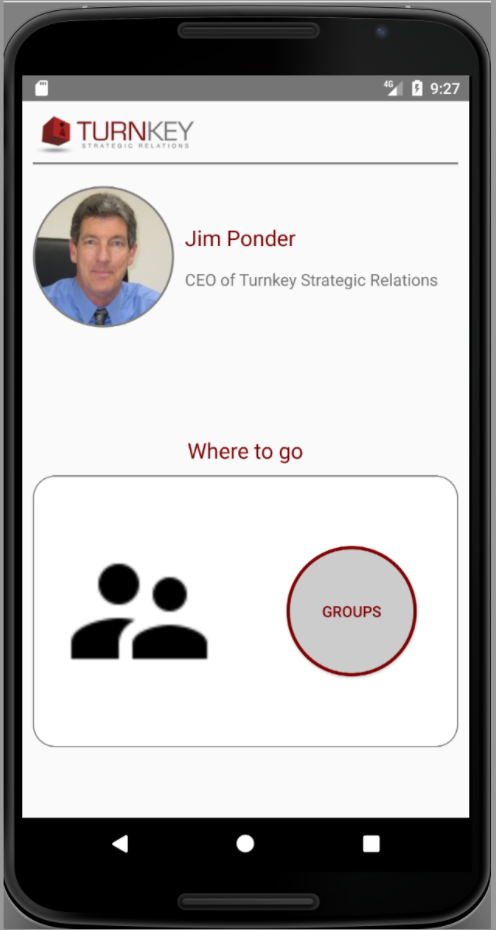 4G 9:27
TURNKEY
STRATEGIC RELATIONS
Jim Ponder
CEO of Turnkey Strategic Relations
Where to go
GROUPS